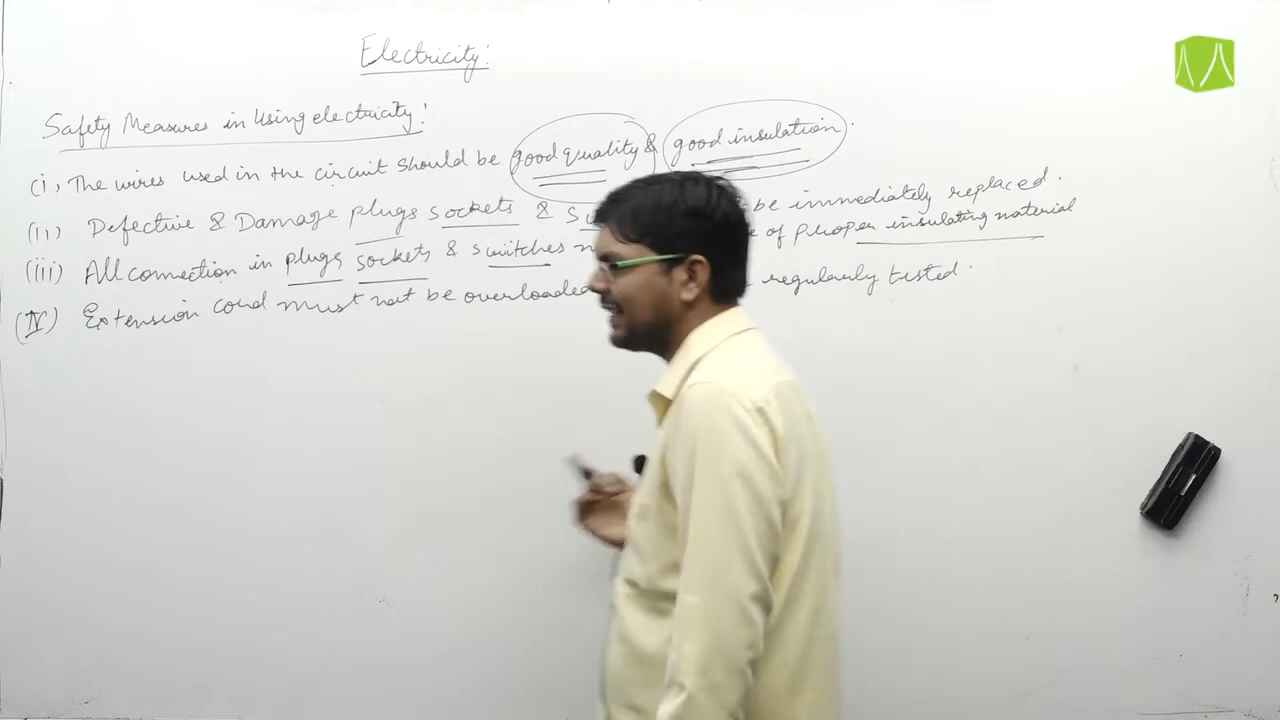 Electricity:
Safety Measures in Using electricity:
(i) The wires used in the circuit should be good quality & good insulation.
(ii) Defective & Damage plugs sockets & be immediately replaced.
(iii) All connection in plugs sockets & switches of proper insulating material
(IV) Extension cord must not be overloaded regularly tested.